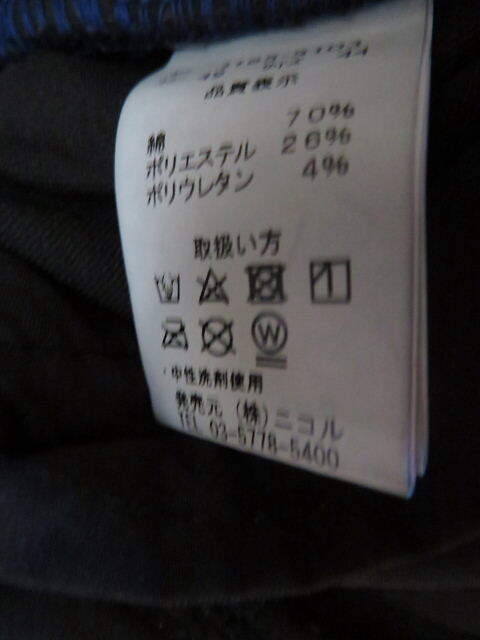 品質表示
綿 70%
ポリエステル 26%
ポリウレタン 4%
取扱い方
W
・中性洗剤使用
発売元 (株)ニコル
TEL 03-5778-5400